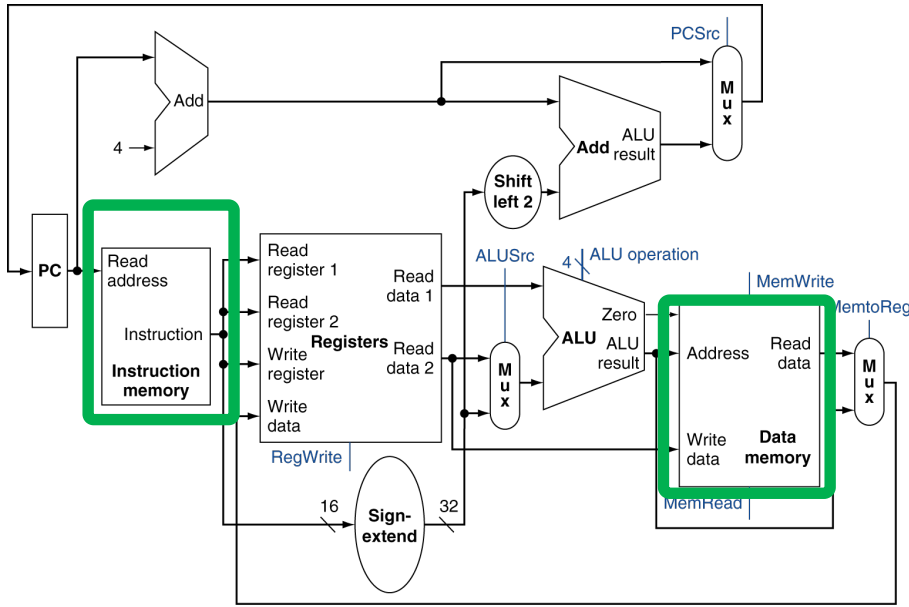 PCSrc
Add
4
M
u
x
Add
ALU
result
Shift
left 2
PC
Read
address
Instruction
Instruction
memory
Read
register 1
Read
register 2
Write
register
Write
data
Registers
Read
data 1
Read
data 2
RegWrite
16
Sign-
extend
32
ALUSrc
M
u
x
4
ALU operation
Zero
ALU
ALU
result
MemWrite
Address
Read
data
Write
data
Data
memory
MemRead
MemtoReg
M
u
x